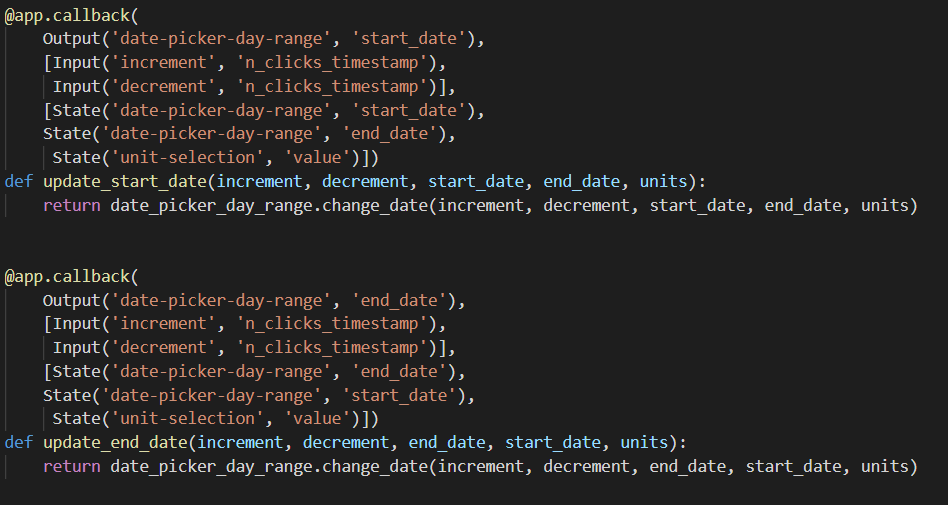 @app.callback(
    Output('date-picker-day-range', 'start_date'),
    [Input('increment', 'n_clicks_timestamp'),
     Input('decrement', 'n_clicks_timestamp')],
    [State('date-picker-day-range', 'start_date'),
    State('date-picker-day-range', 'end_date'),
     State('unit-selection', 'value')])
def update_start_date(increment, decrement, start_date, end_date, units):
    return date_picker_day_range.change_date(increment, decrement, start_date, end_date, units)
@app.callback(
    Output('date-picker-day-range', 'end_date'),
    [Input('increment', 'n_clicks_timestamp'),
     Input('decrement', 'n_clicks_timestamp')],
    [State('date-picker-day-range', 'end_date'),
    State('date-picker-day-range', 'start_date'),
     State('unit-selection', 'value')])
def update_end_date(increment, decrement, end_date, start_date, units):
    return date_picker_day_range.change_date(increment, decrement, end_date, start_date, units)